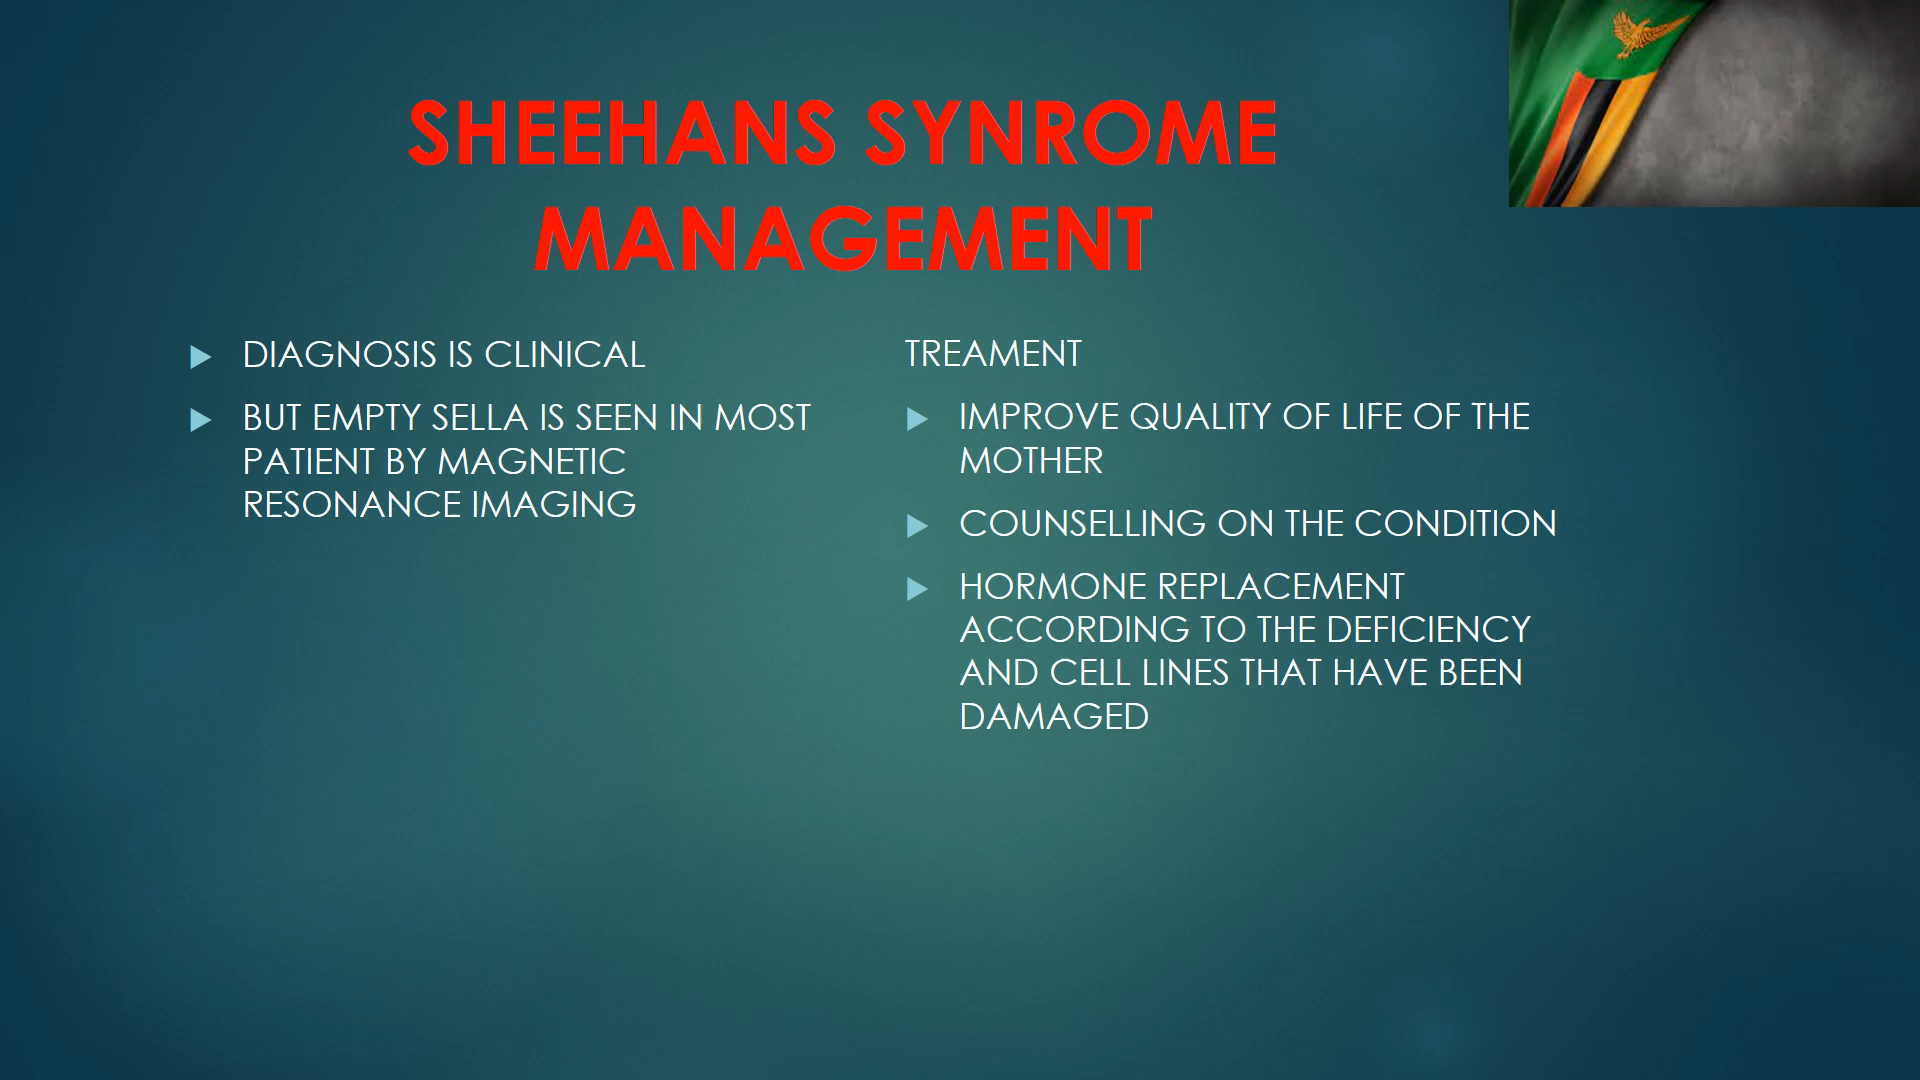 SHEEHANS SYNROME
MANAGEMENT
DIAGNOSIS IS CLINICAL
BUT EMPTY SELLA IS SEEN IN MOST
PATIENT BY MAGNETIC
RESONANCE IMAGING
TREAMENT
IMPROVE QUALITY OF LIFE OF THE
MOTHER
COUNSELLING ON THE CONDITION
HORMONE REPLACEMENT
ACCORDING TO THE DEFICIENCY
AND CELL LINES THAT HAVE BEEN
DAMAGED